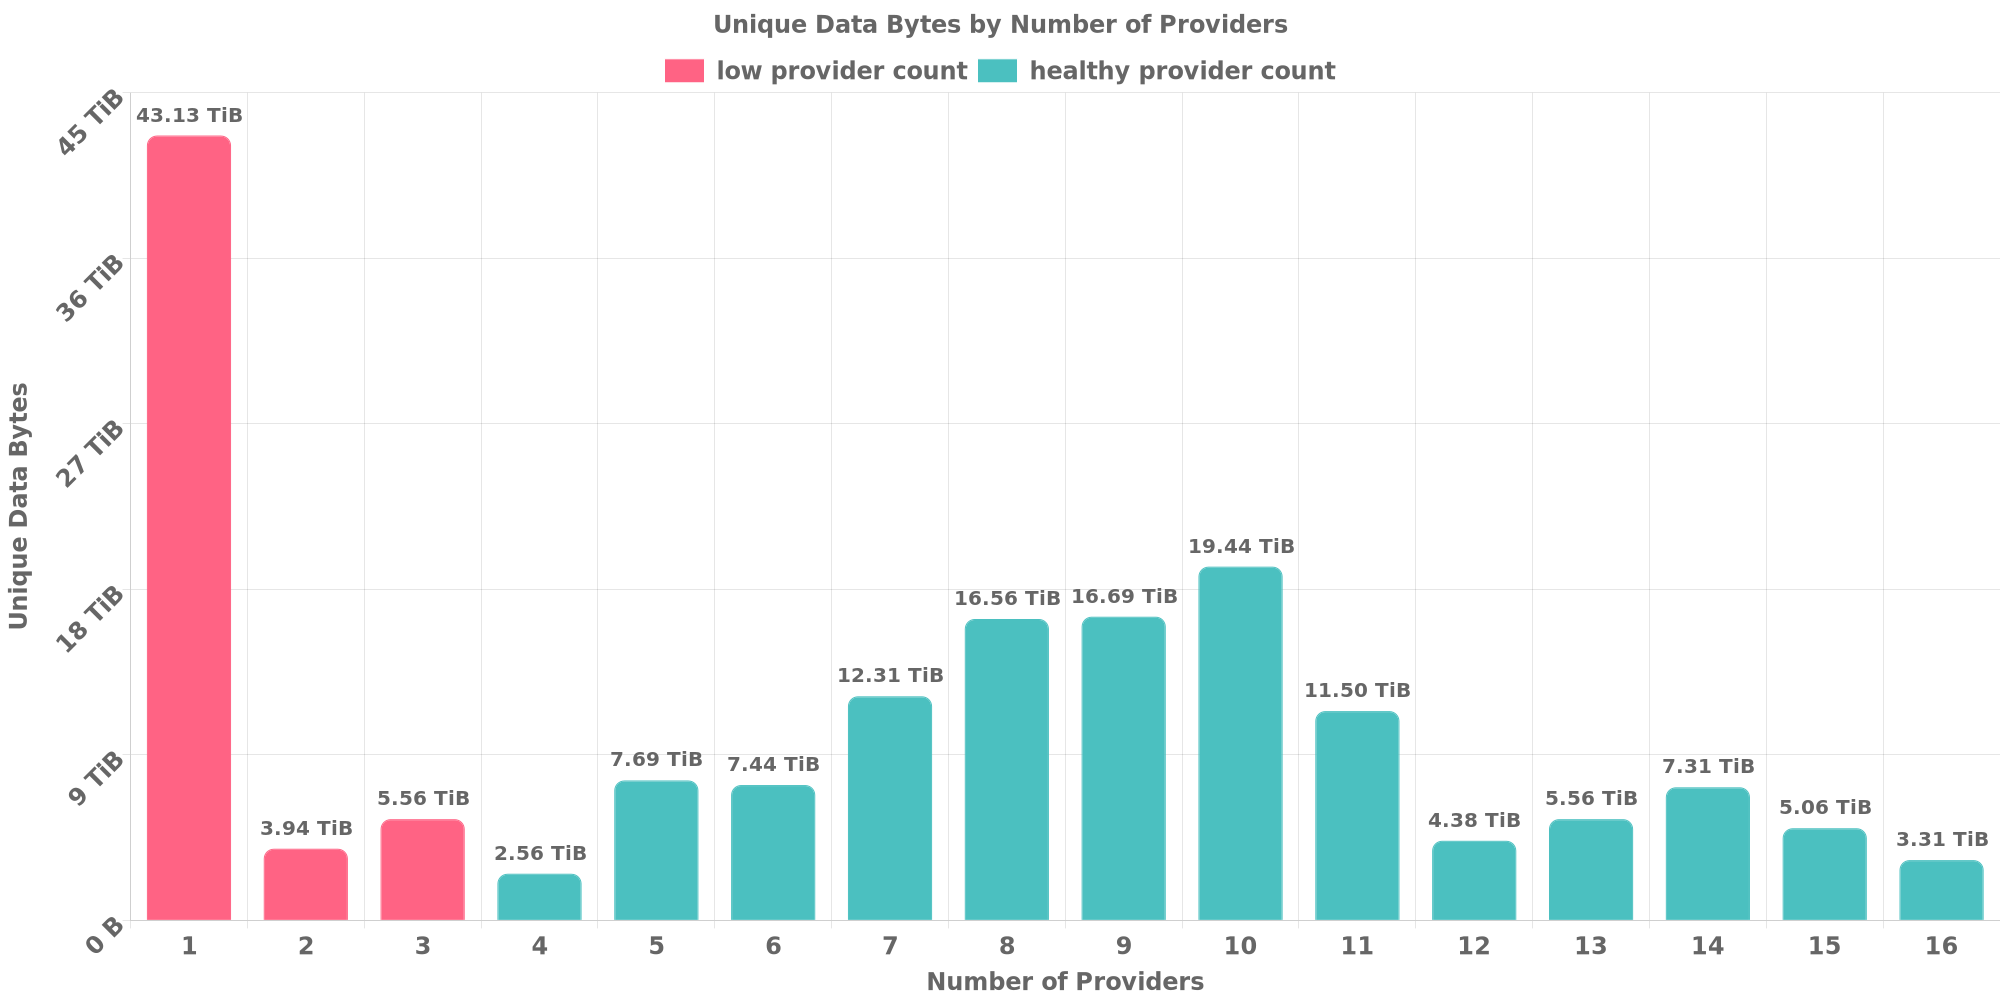 Unique Data Bytes by Number of Providers
low provider count healthy provider count
45 TiB
36 TiB
27 TiB
18 TiB
9 TiB
0 B
Unique Data Bytes
43.13 TiB
3.94 TiB
5.56 TiB
2.56 TiB
7.69 TiB
7.44 TiB
12.31 TiB
16.56 TiB
16.69 TiB
19.44 TiB
11.50 TiB
4.38 TiB
5.56 TiB
7.31 TiB
5.06 TiB
3.31 TiB
1 2 3 4 5 6 7 8 9 10 11 12 13 14 15 16
Number of Providers